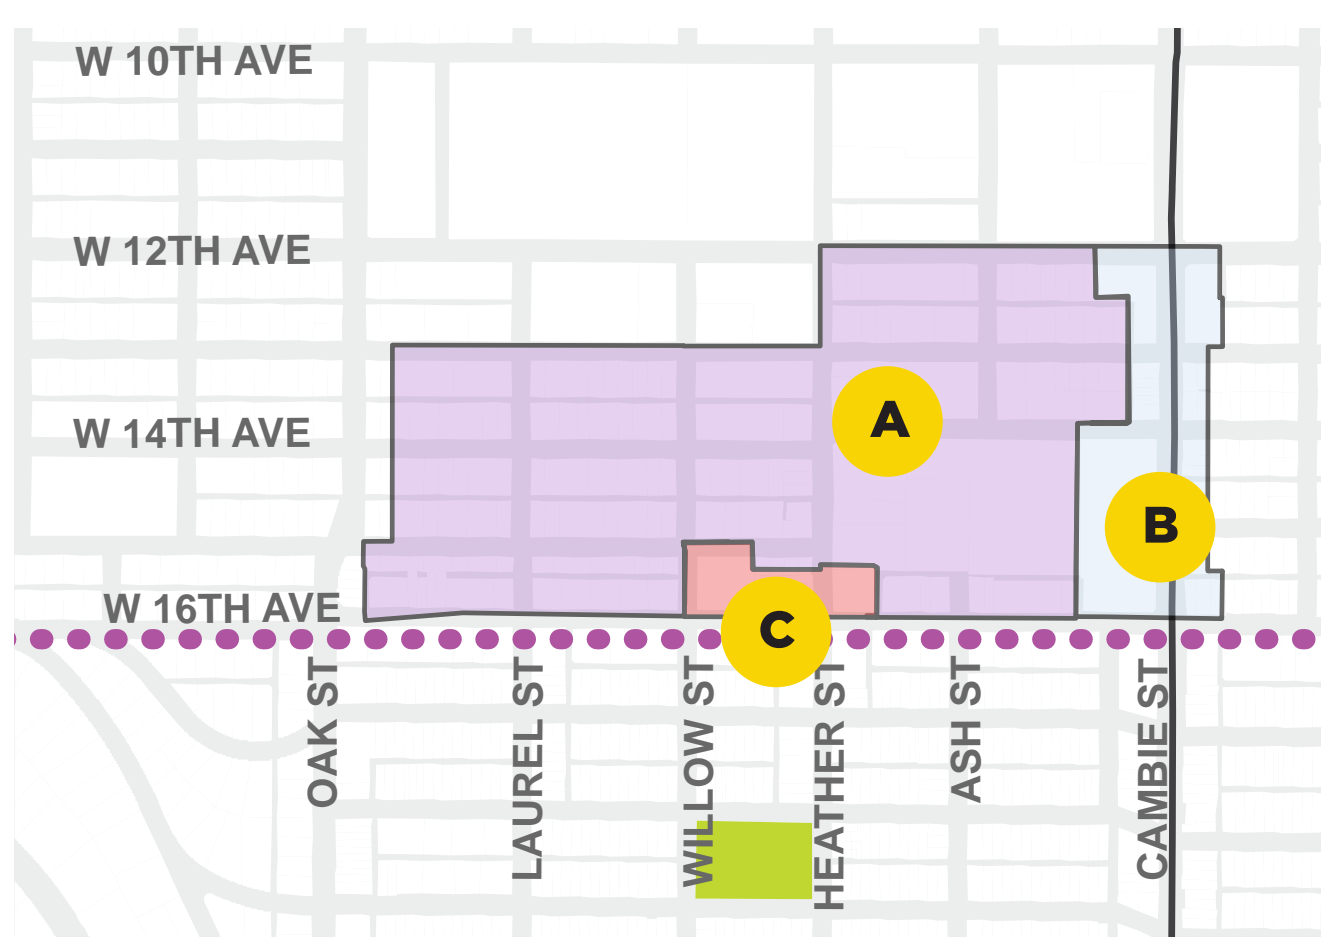 W 10TH AVE
W 12TH AVE
A
W 14TH AVE
B
W 16TH AVE
C
OAK ST
LAUREL ST
WILLOW ST
HEATHER ST
ASH ST
CAMBIE ST